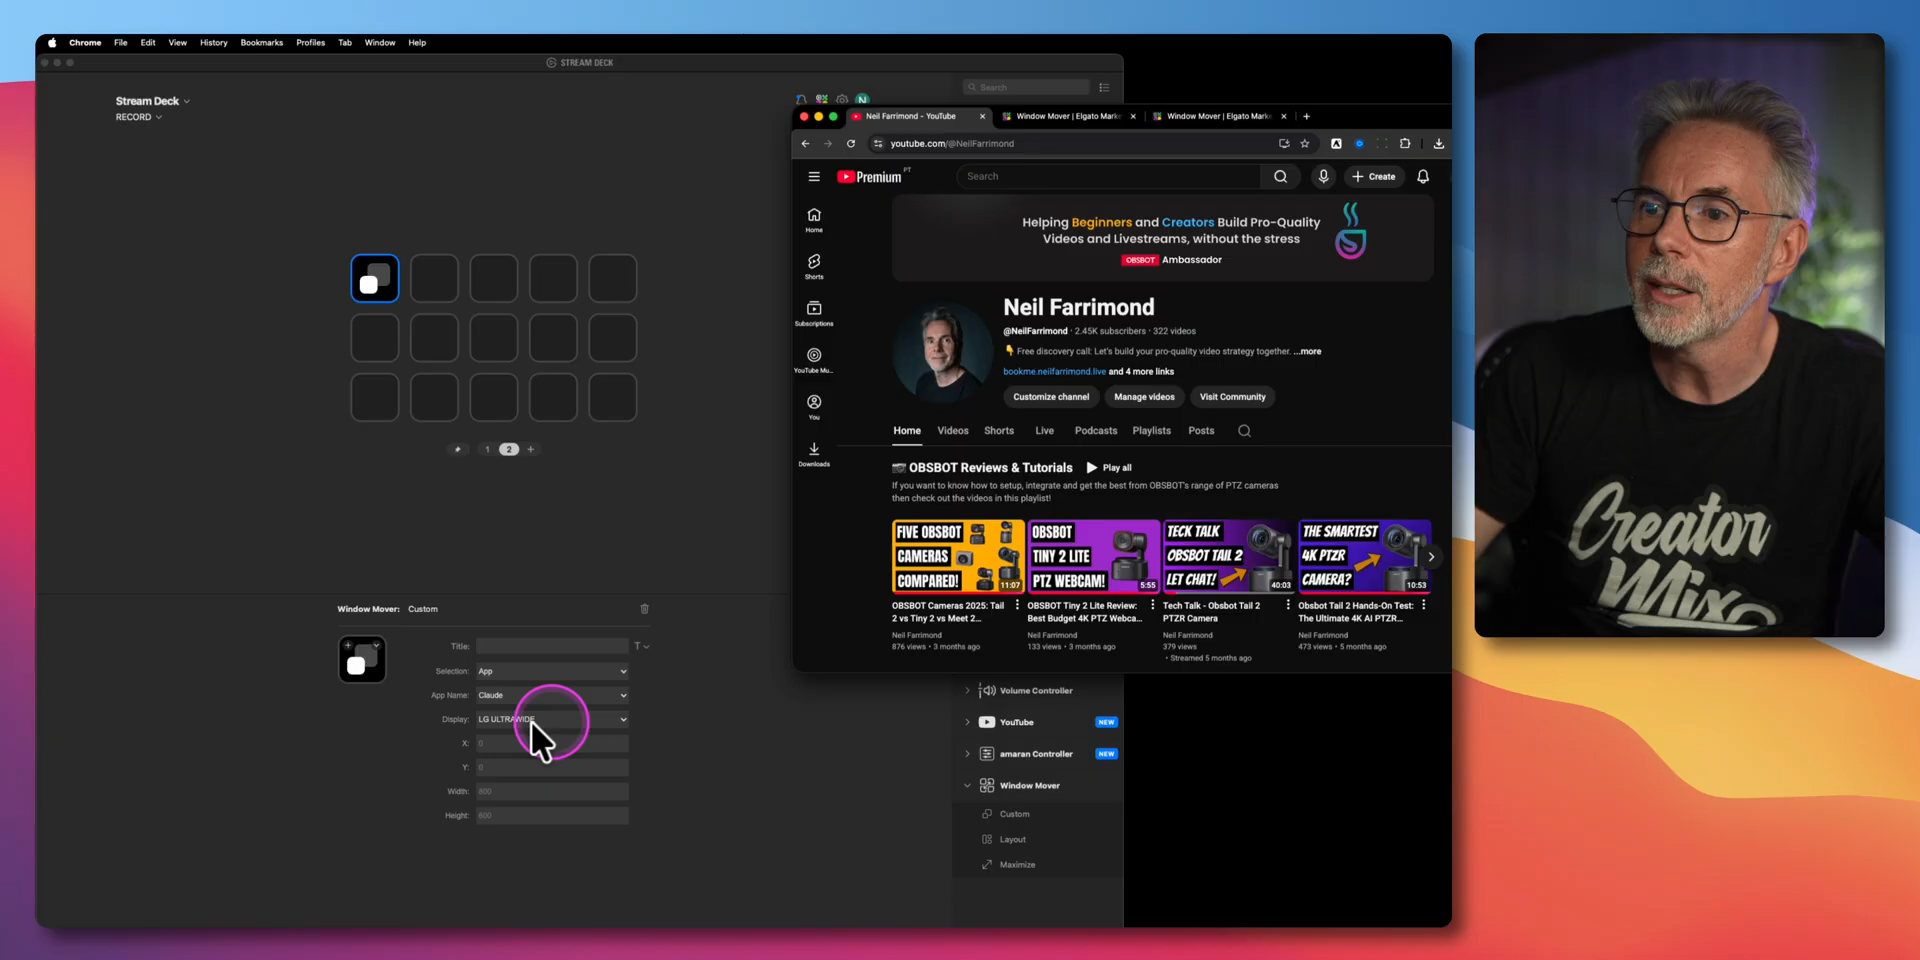 Chrome File Edit View History Bookmarks Profiles Tab Window Help
STREAM DECK
Stream Deck
RECORD
Search
N
Neil Farrimond - YouTube
Window Mover | Elgato Marke
Window Mover | Elgato Marke
youtube.com/@NeilFarrimond
Premium PT
Search
Create
Home
Shorts
Subscriptions
YouTube Mu...
You
Downloads
Helping Beginners and Creators Build Pro-Quality
Videos and Livestreams, without the stress
OBSBOT Ambassador
Neil Farrimond
@NeilFarrimond · 2.45K subscribers · 322 videos
Free discovery call: Let's build your pro-quality video strategy together. ...more
bookme.neilfarrimond.live and 4 more links
Customize channel
Manage videos
Visit Community
Home Videos Shorts Live Podcasts Playlists Posts
OBSBOT Reviews & Tutorials
Play all
If you want to know how to setup, integrate and get the best from OBSBOT's range of PTZ cameras
then check out the videos in this playlist!
FIVE OBSBOT
CAMERAS
COMPARED!
11:07
OBSBOT
TINY 2 LITE
PTZ WEBCAM!
5:55
TECK TALK
OBSBOT TAIL 2
LET CHAT!
40:03
THE SMARTEST
4K PTZR
CAMERA?
10:53
OBSBOT Cameras 2025: Tail
2 vs Tiny 2 vs Meet 2...
Neil Farrimond
876 views · 3 months ago
OBSBOT Tiny 2 Lite Review:
Best Budget 4K PTZ Webca...
Neil Farrimond
133 views · 3 months ago
Tech Talk - Obsbot Tail 2
PTZR Camera
Neil Farrimond
379 views
· Streamed 5 months ago
Obsbot Tail 2 Hands-On Test:
The Ultimate 4K AI PTZR...
Neil Farrimond
473 views · 5 months ago
1
2
+
Window Mover: Custom
Title:
T
Selection: App
App Name: Claude
Display: LG ULTRAWIDE
X: 0
Y: 0
Width: 800
Height: 600
Volume Controller
YouTube NEW
amaran Controller NEW
Window Mover
Custom
Layout
Maximize
Creator
Mix